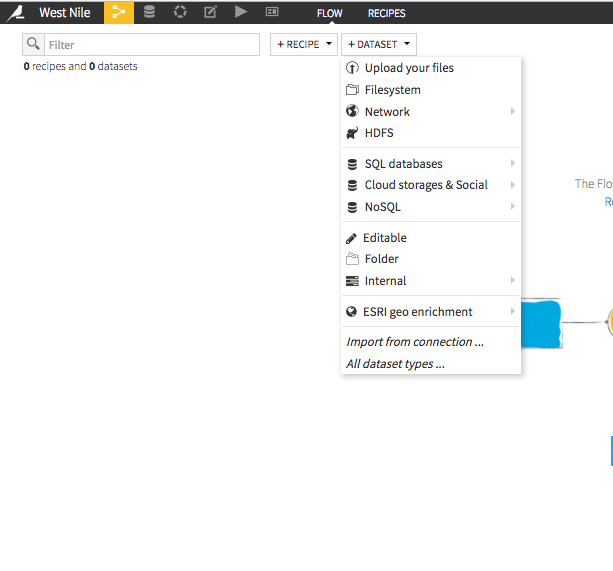 West Nile
FLOW RECIPES
Filter
+ RECIPE
+ DATASET
0 recipes and 0 datasets
Upload your files
Filesystem
Network
HDFS
SQL databases
Cloud storages & Social
NoSQL
Editable
Folder
Internal
ESRI geo enrichment
Import from connection ...
All dataset types ...
The Flo